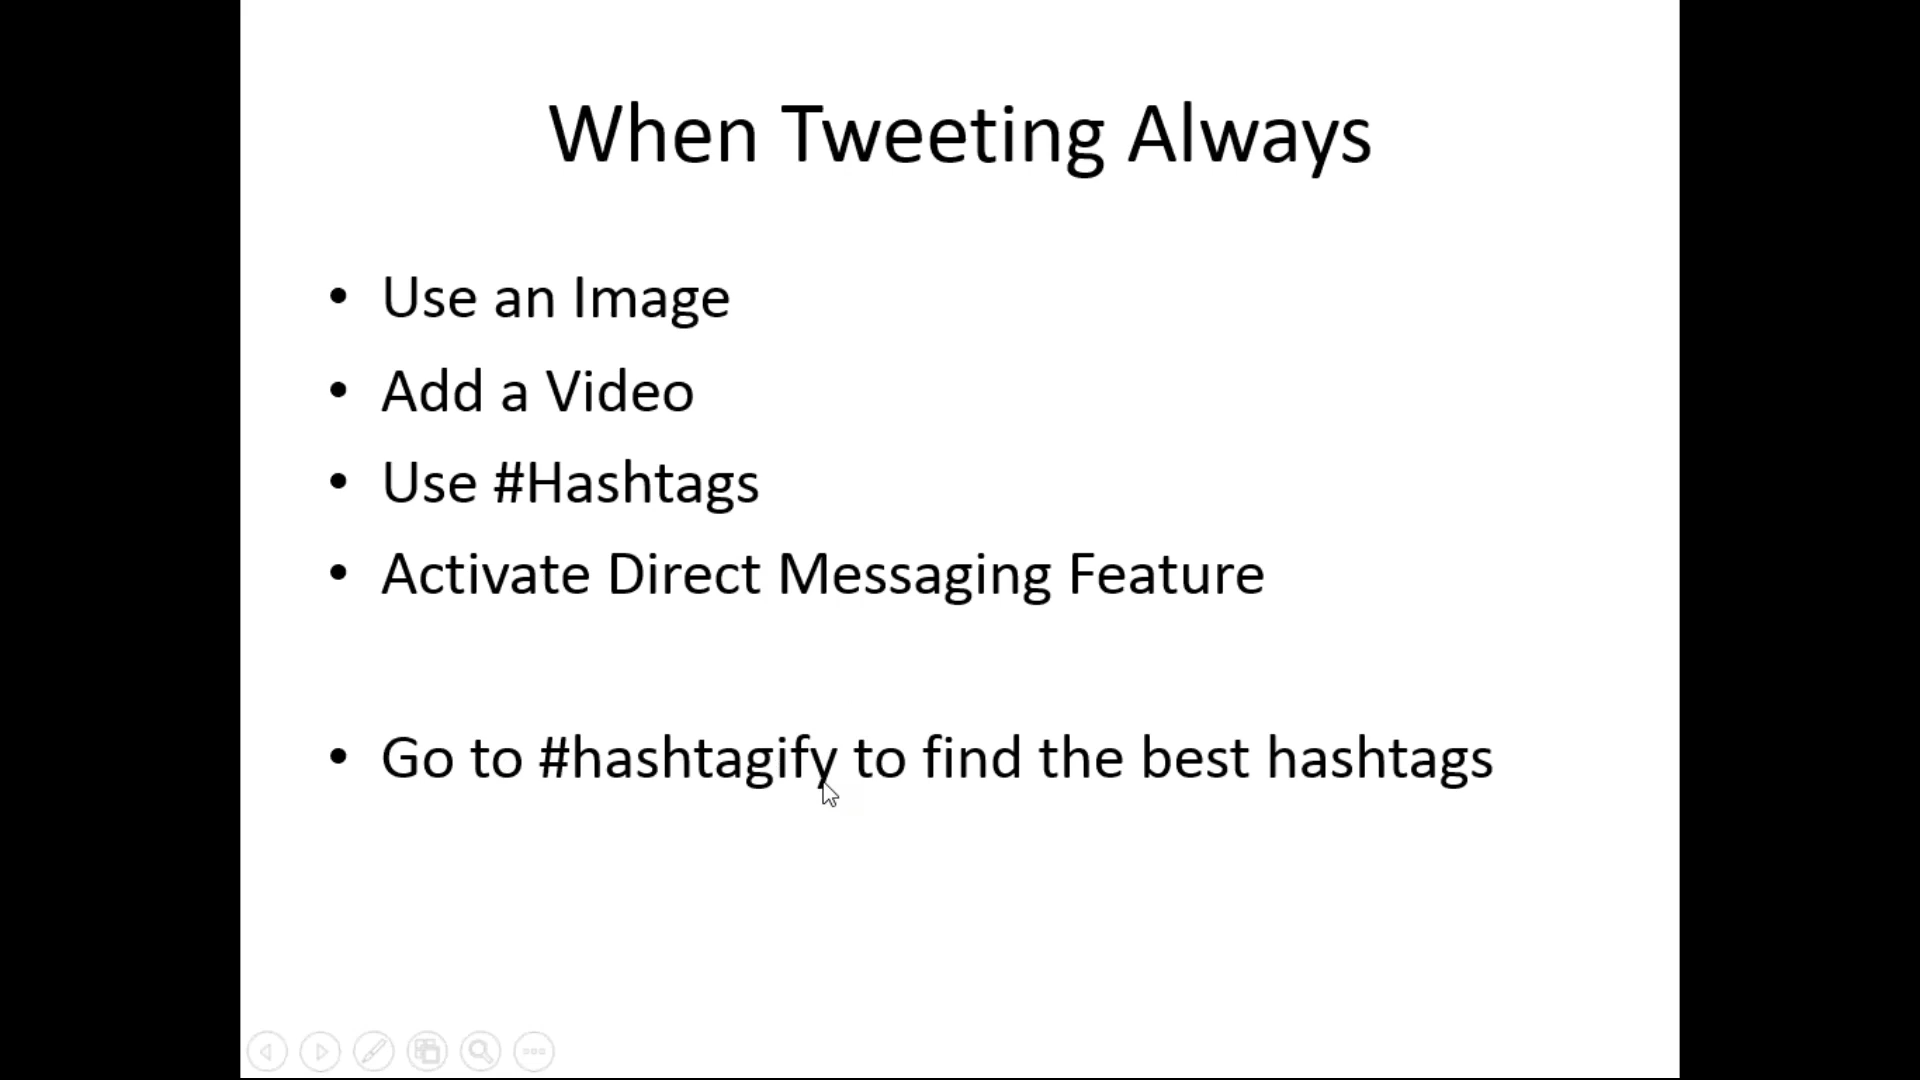 When Tweeting Always
• Use an Image
• Add a Video
• Use #Hashtags
• Activate Direct Messaging Feature
• Go to #hashtagify to find the best hashtags